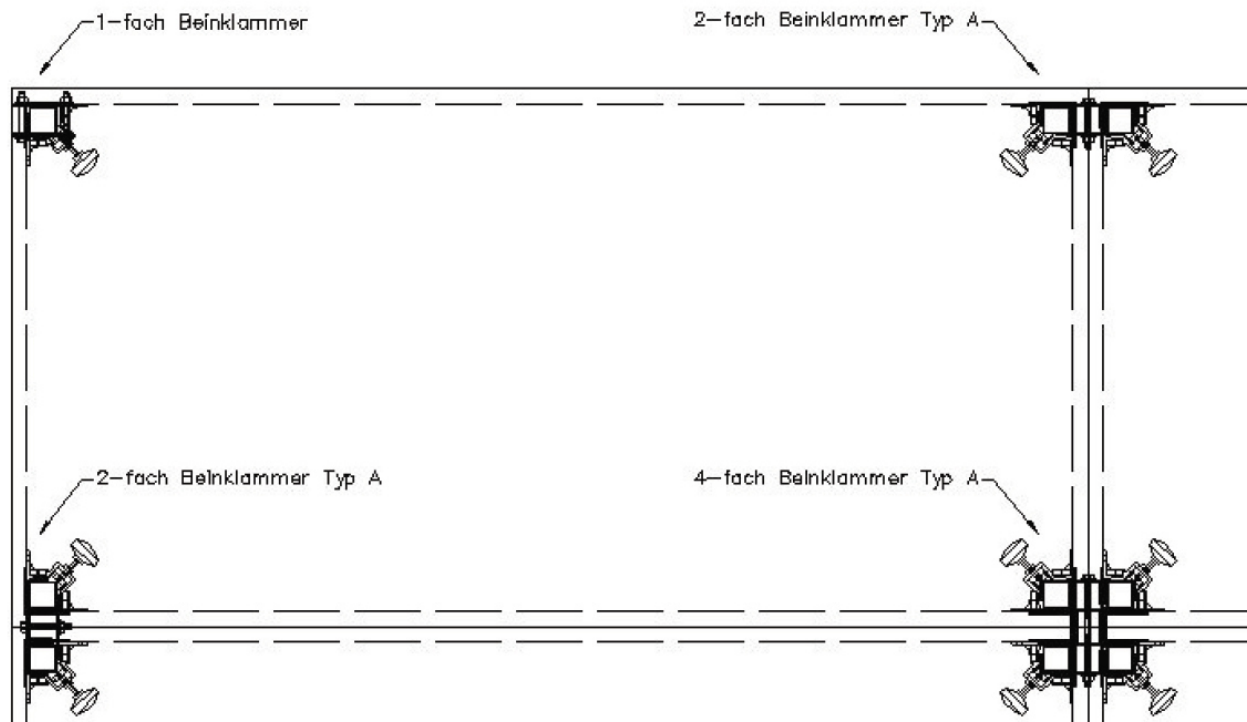 1-fach Beinklammer
2-fach Beinklammer Typ A
2-fach Beinklammer Typ A
4-fach Beinklammer Typ A